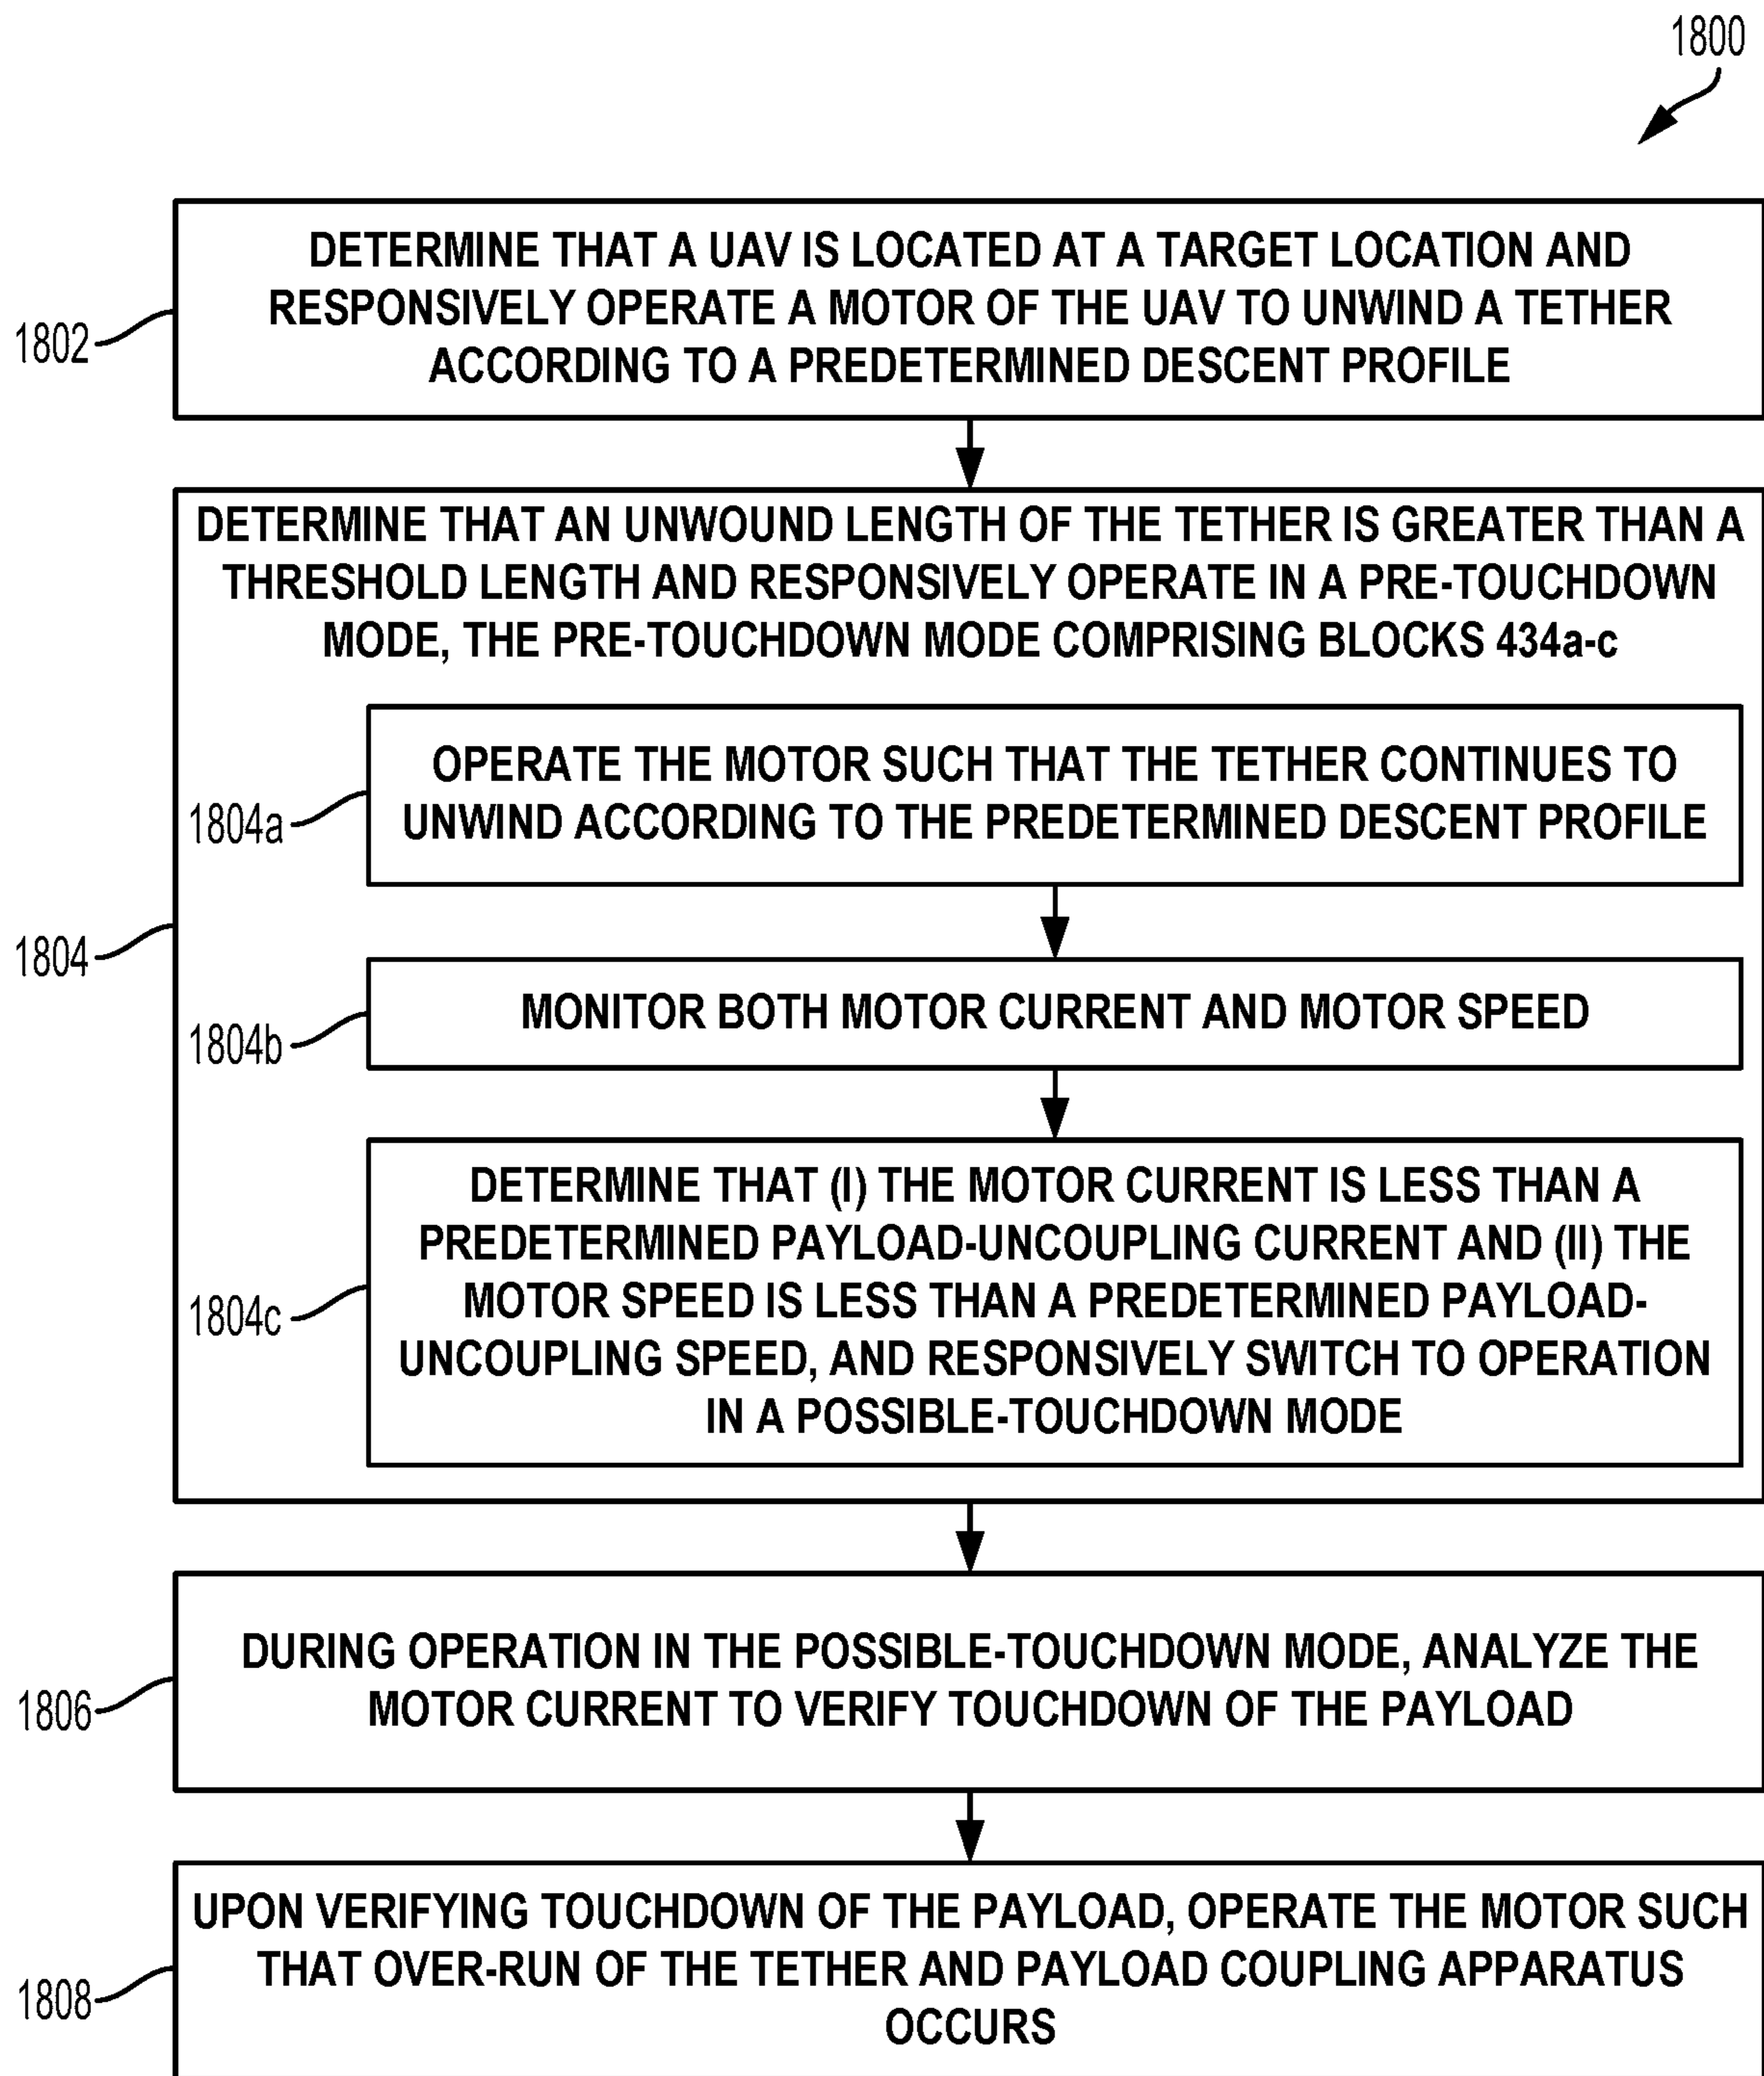 1800
DETERMINE THAT A UAV IS LOCATED AT A TARGET LOCATION AND
RESPONSIVELY OPERATE A MOTOR OF THE UAV TO UNWIND A TETHER
ACCORDING TO A PREDETERMINED DESCENT PROFILE
1802
DETERMINE THAT AN UNWOUND LENGTH OF THE TETHER IS GREATER THAN A
THRESHOLD LENGTH AND RESPONSIVELY OPERATE IN A PRE-TOUCHDOWN
MODE, THE PRE-TOUCHDOWN MODE COMPRISING BLOCKS 434a-c
OPERATE THE MOTOR SUCH THAT THE TETHER CONTINUES TO
UNWIND ACCORDING TO THE PREDETERMINED DESCENT PROFILE
1804a
1804
MONITOR BOTH MOTOR CURRENT AND MOTOR SPEED
1804b
DETERMINE THAT (I) THE MOTOR CURRENT IS LESS THAN A
PREDETERMINED PAYLOAD-UNCOUPLING CURRENT AND (II) THE
MOTOR SPEED IS LESS THAN A PREDETERMINED PAYLOAD-
UNCOUPLING SPEED, AND RESPONSIVELY SWITCH TO OPERATION
IN A POSSIBLE-TOUCHDOWN MODE
1804c
DURING OPERATION IN THE POSSIBLE-TOUCHDOWN MODE, ANALYZE THE
MOTOR CURRENT TO VERIFY TOUCHDOWN OF THE PAYLOAD
1806
UPON VERIFYING TOUCHDOWN OF THE PAYLOAD, OPERATE THE MOTOR SUCH
THAT OVER-RUN OF THE TETHER AND PAYLOAD COUPLING APPARATUS
OCCURS
1808